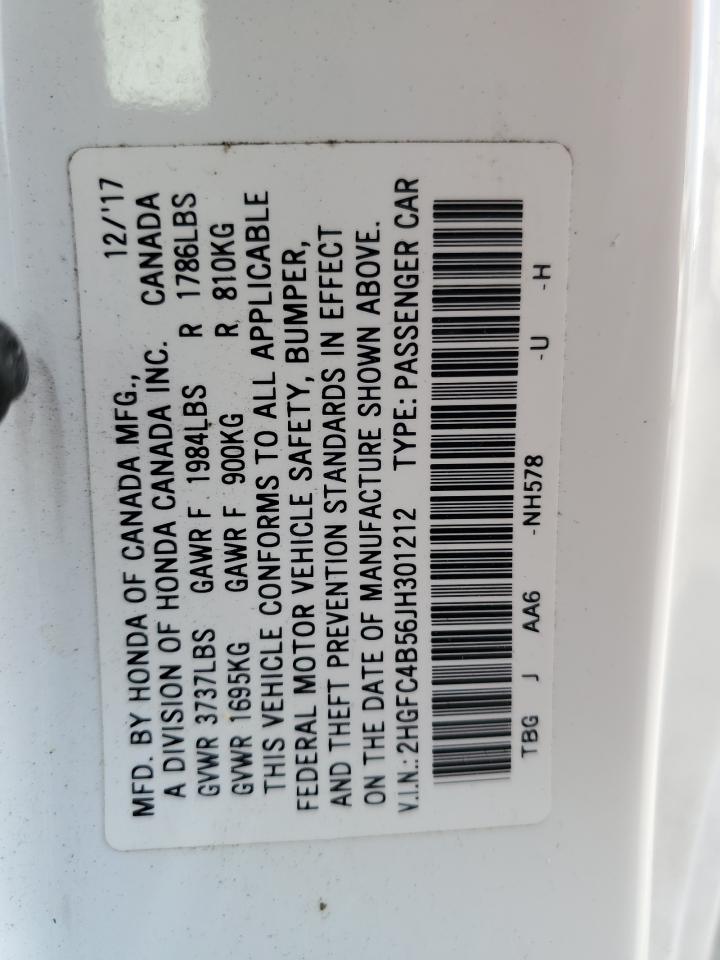 MFD. BY HONDA OF CANADA MFG., 12/'17
A DIVISION OF HONDA CANADA INC. CANADA
GVWR 3737LBS GAWR F 1984LBS R 1786LBS
GVWR 1695KG GAWR F 900KG R 810KG
THIS VEHICLE CONFORMS TO ALL APPLICABLE
FEDERAL MOTOR VEHICLE SAFETY, BUMPER,
AND THEFT PREVENTION STANDARDS IN EFFECT
ON THE DATE OF MANUFACTURE SHOWN ABOVE.
V.I.N.: 2HGFC4B56JH301212 TYPE: PASSENGER CAR
TBG J AA6 -NH578 -U -H